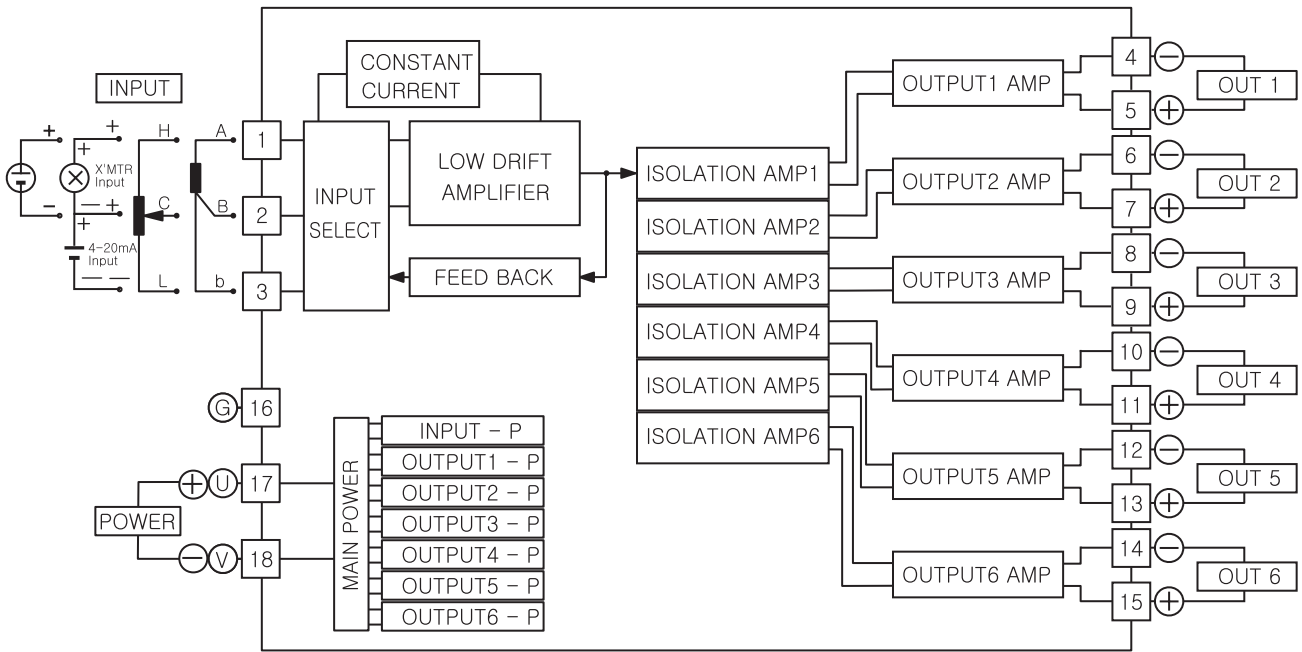 INPUT
+
−
+
+
X'MTR
Input
−
+
+
4-20mA
Input
−
−
H
C
L
A
B
b
1
2
3
CONSTANT
CURRENT
INPUT
SELECT
LOW DRIFT
AMPLIFIER
FEED BACK
ISOLATION AMP1
ISOLATION AMP2
ISOLATION AMP3
ISOLATION AMP4
ISOLATION AMP5
ISOLATION AMP6
OUTPUT1 AMP
OUTPUT2 AMP
OUTPUT3 AMP
OUTPUT4 AMP
OUTPUT5 AMP
OUTPUT6 AMP
4 −
5 +
OUT 1
6 −
7 +
OUT 2
8 −
9 +
OUT 3
10 −
11 +
OUT 4
12 −
13 +
OUT 5
14 −
15 +
OUT 6
G 16
+ U 17
POWER
− V 18
MAIN POWER
INPUT - P
OUTPUT1 - P
OUTPUT2 - P
OUTPUT3 - P
OUTPUT4 - P
OUTPUT5 - P
OUTPUT6 - P